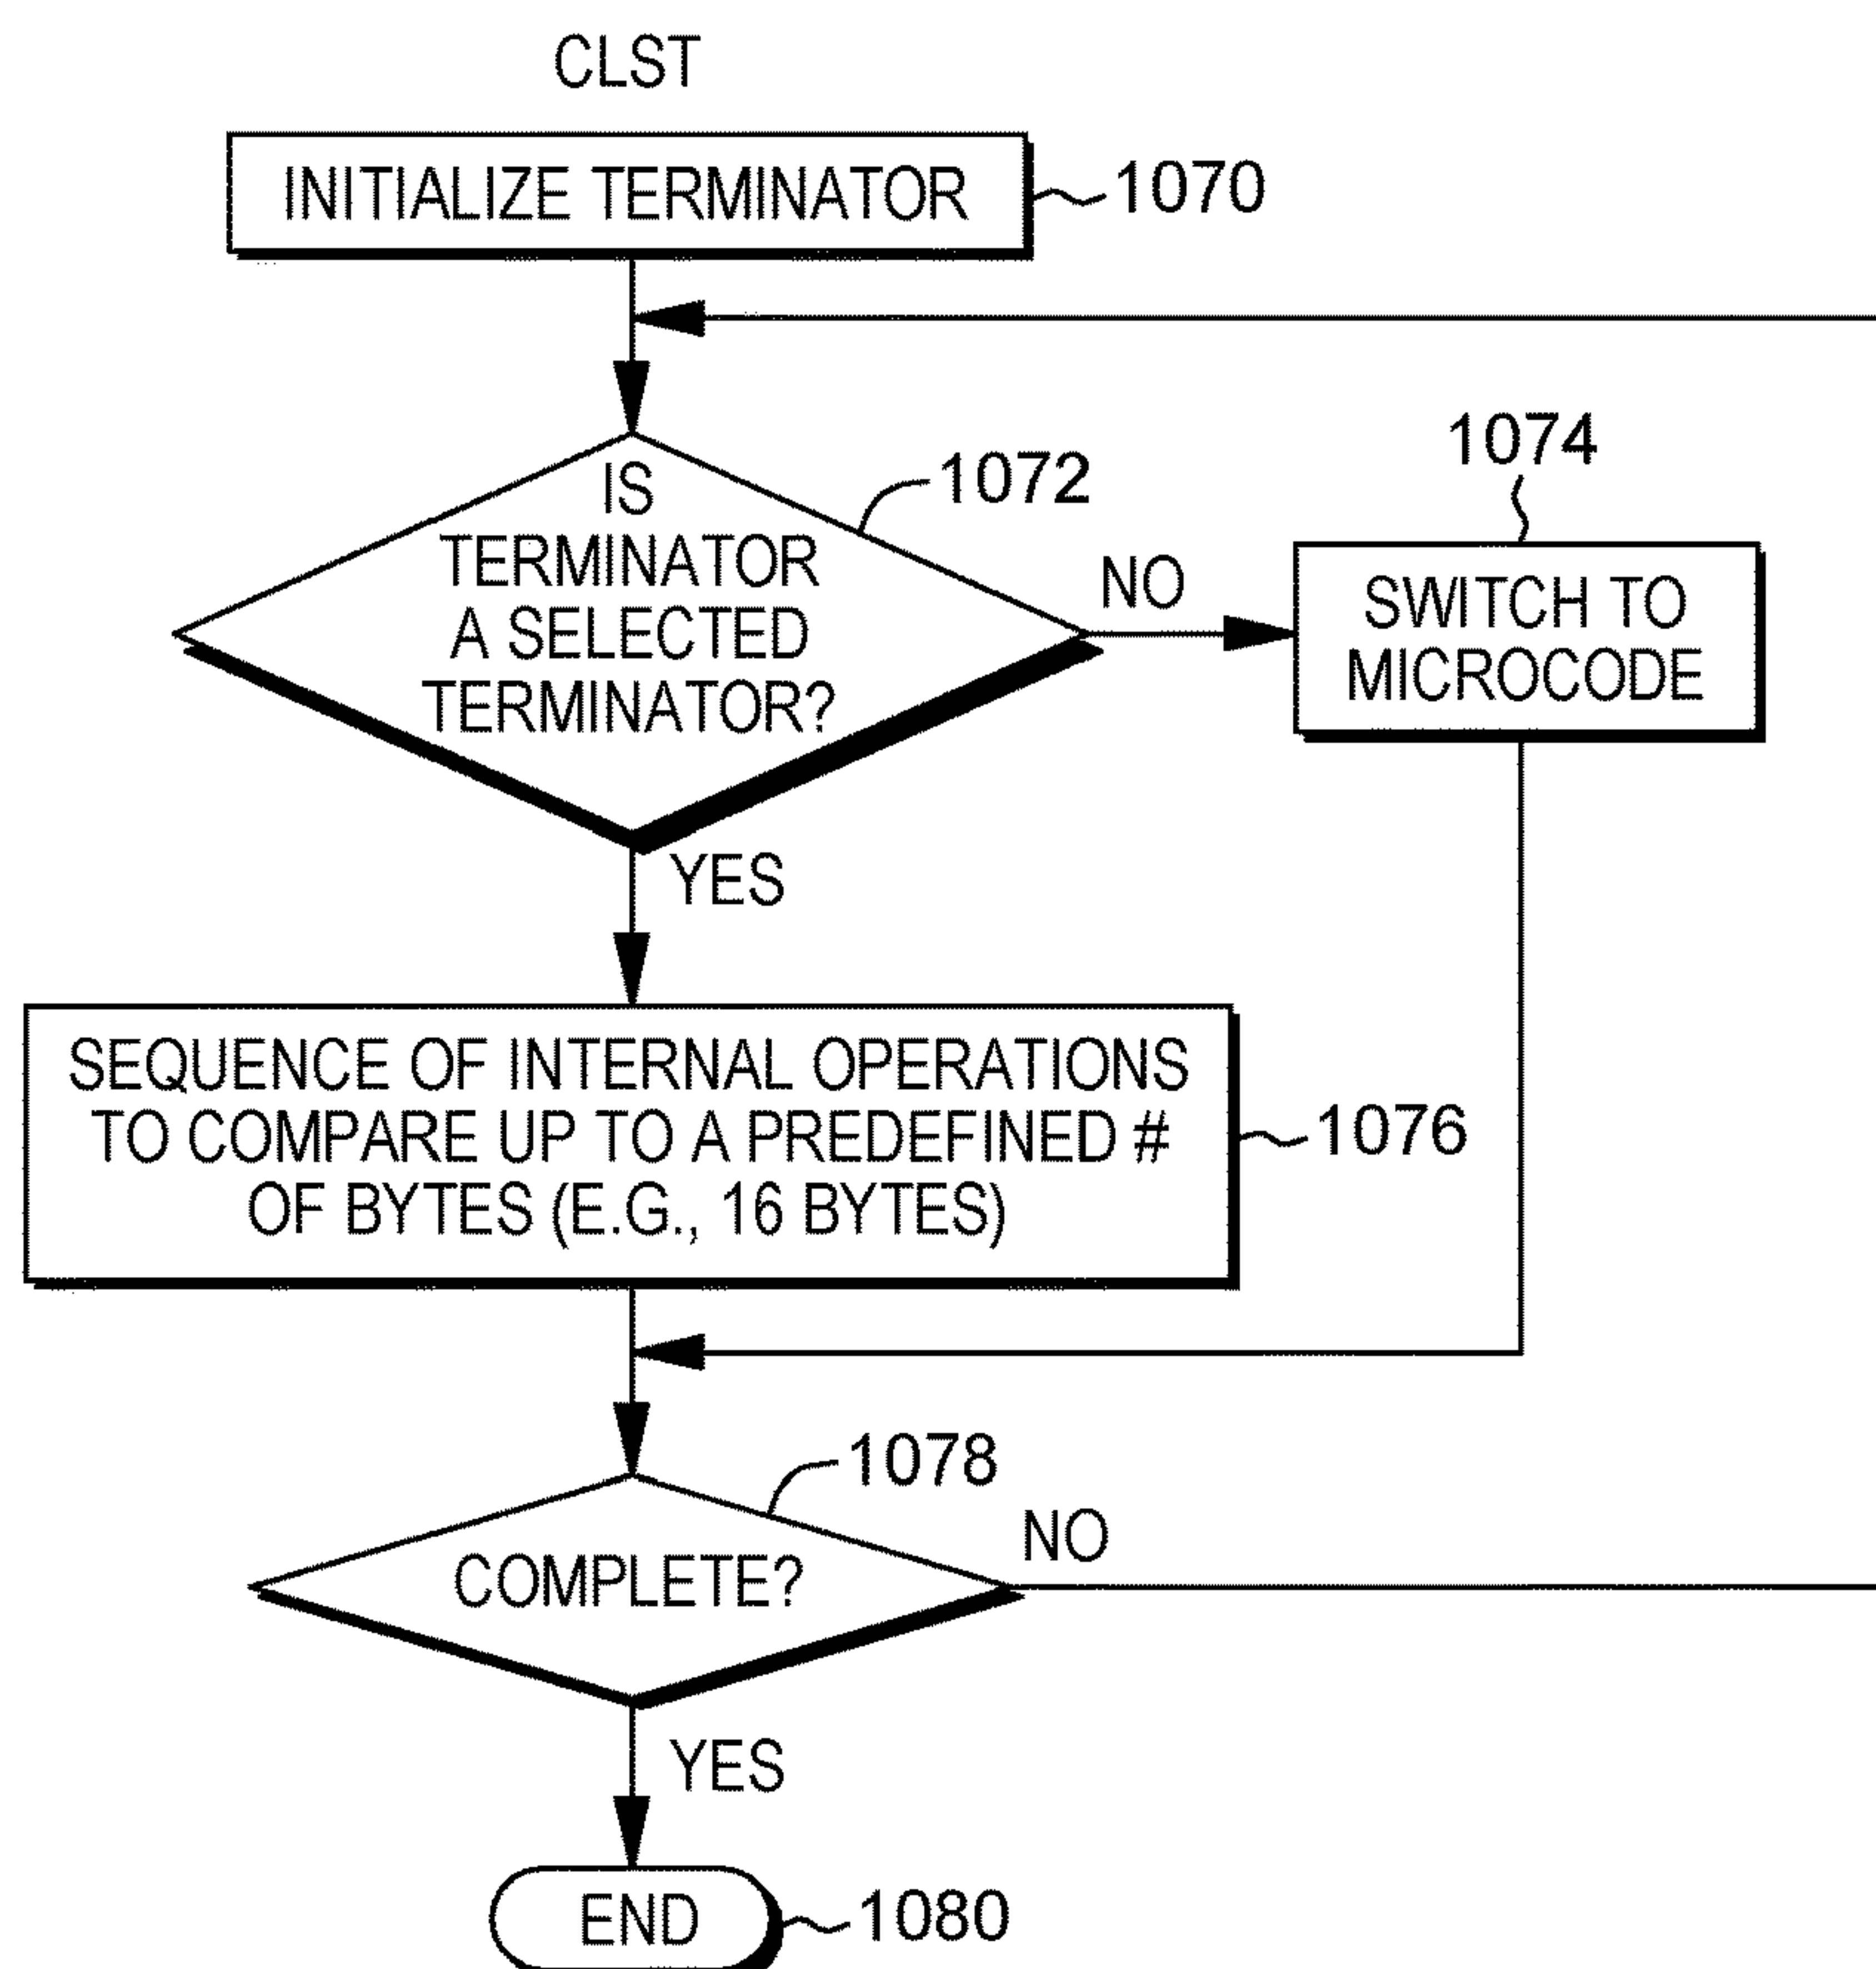 CLST
INITIALIZE TERMINATOR
1070
IS
TERMINATOR
A SELECTED
TERMINATOR?
1072
NO
1074
SWITCH TO
MICROCODE
YES
SEQUENCE OF INTERNAL OPERATIONS
TO COMPARE UP TO A PREDEFINED #
OF BYTES (E.G., 16 BYTES)
1076
COMPLETE?
1078
NO
YES
END
1080